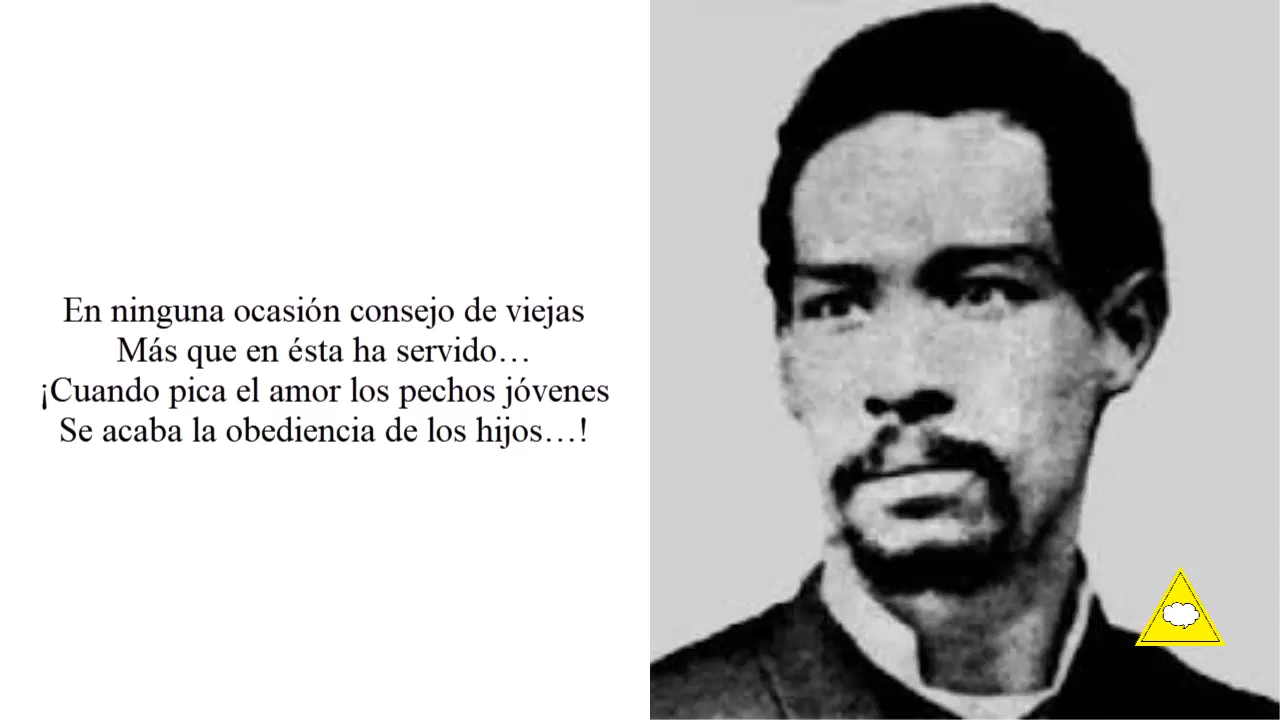 En ninguna ocasión consejo de viejas
Más que en ésta ha servido…
¡Cuando pica el amor los pechos jóvenes
Se acaba la obediencia de los hijos…!